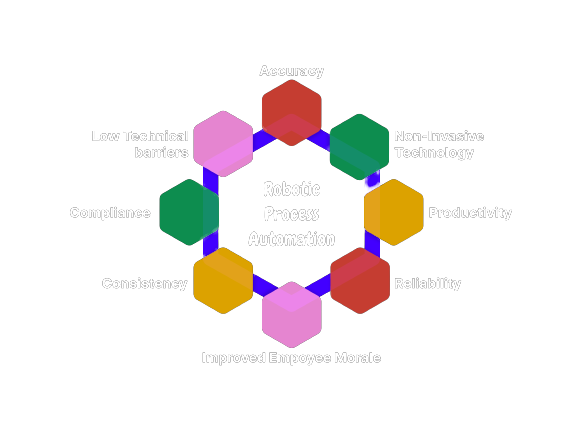 Accuracy
Low Technical
barriers
Non-Invasive
Technology
Robotic
Process
Automation
Compliance
Productivity
Consistency
Reliability
Improved Empoyee Morale